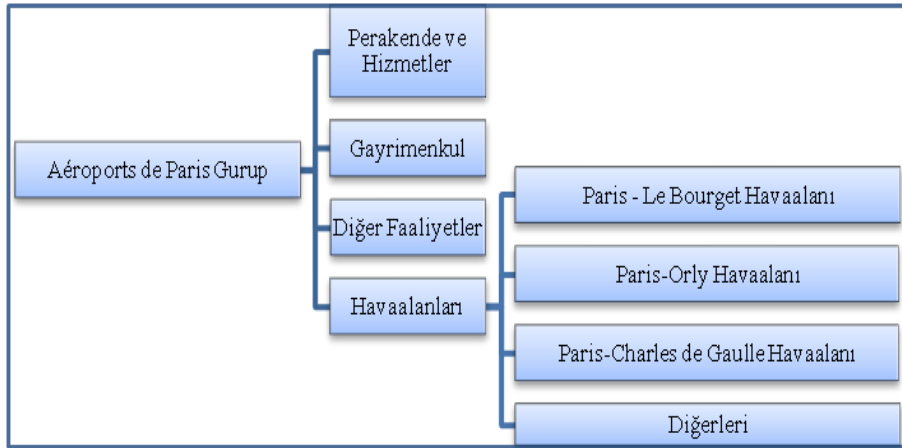 Perakende ve
Hizmetler
Aéroports de Paris Gurup
Gayrimenkul
Diğer Faaliyetler
Havaalanları
Paris - Le Bourget Havaalanı
Paris-Orly Havaalanı
Paris-Charles de Gaulle Havaalanı
Diğerleri